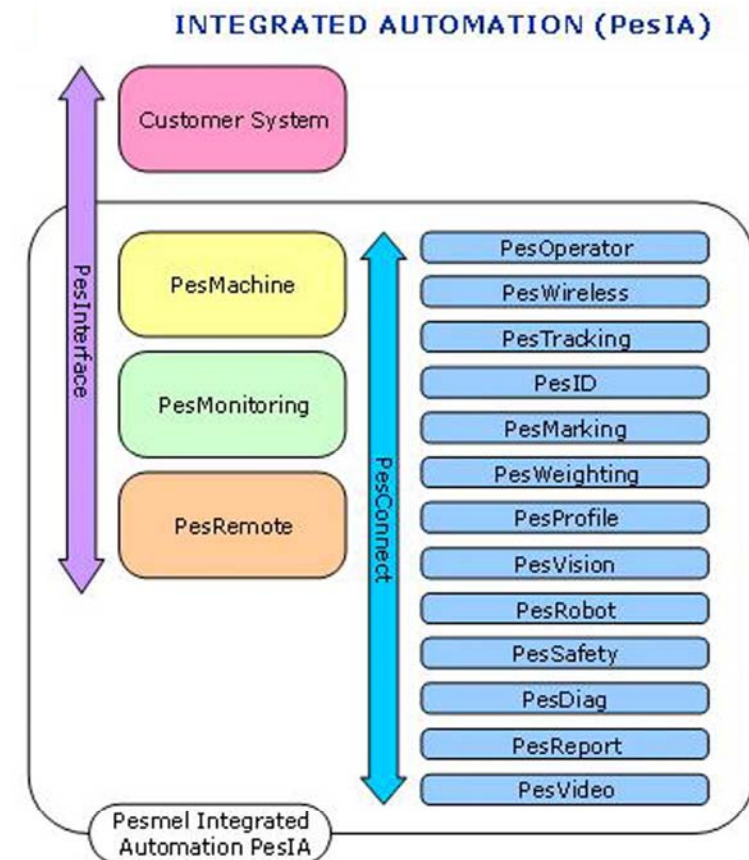 INTEGRATED AUTOMATION (PesIA)
Customer System
PesInterface
PesMachine
PesMonitoring
PesRemote
PesConnect
PesOperator
PesWireless
PesTracking
PesID
PesMarking
PesWeighting
PesProfile
PesVision
PesRobot
PesSafety
PesDiag
PesReport
PesVideo
Pesmel Integrated
Automation PesIA